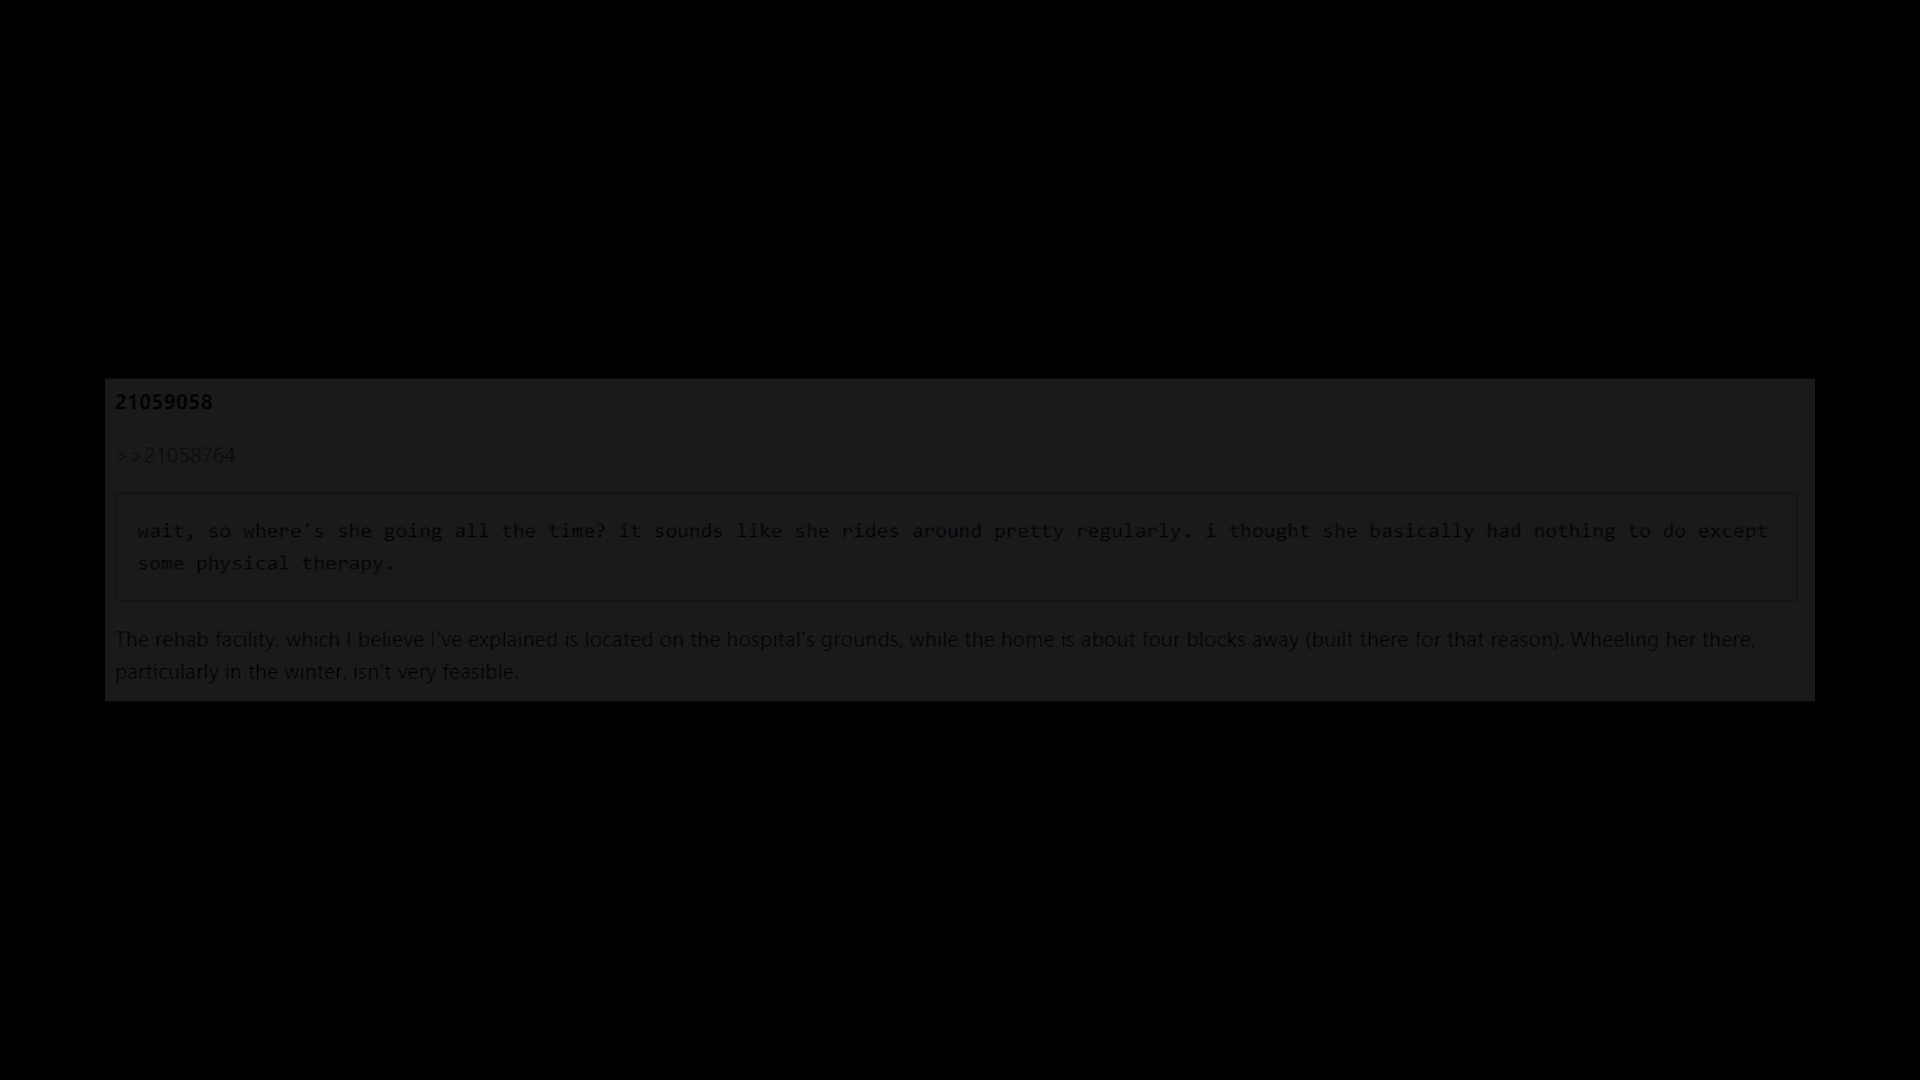 21059058
>>21058764
wait, so where's she going all the time? it sounds like she rides around pretty regularly. i thought she basically had nothing to do except
some physical therapy.
The rehab facility, which I believe I've explained is located on the hospital's grounds, while the home is about four blocks away (built there for that reason). Wheeling her there,
particularly in the winter, isn't very feasible.